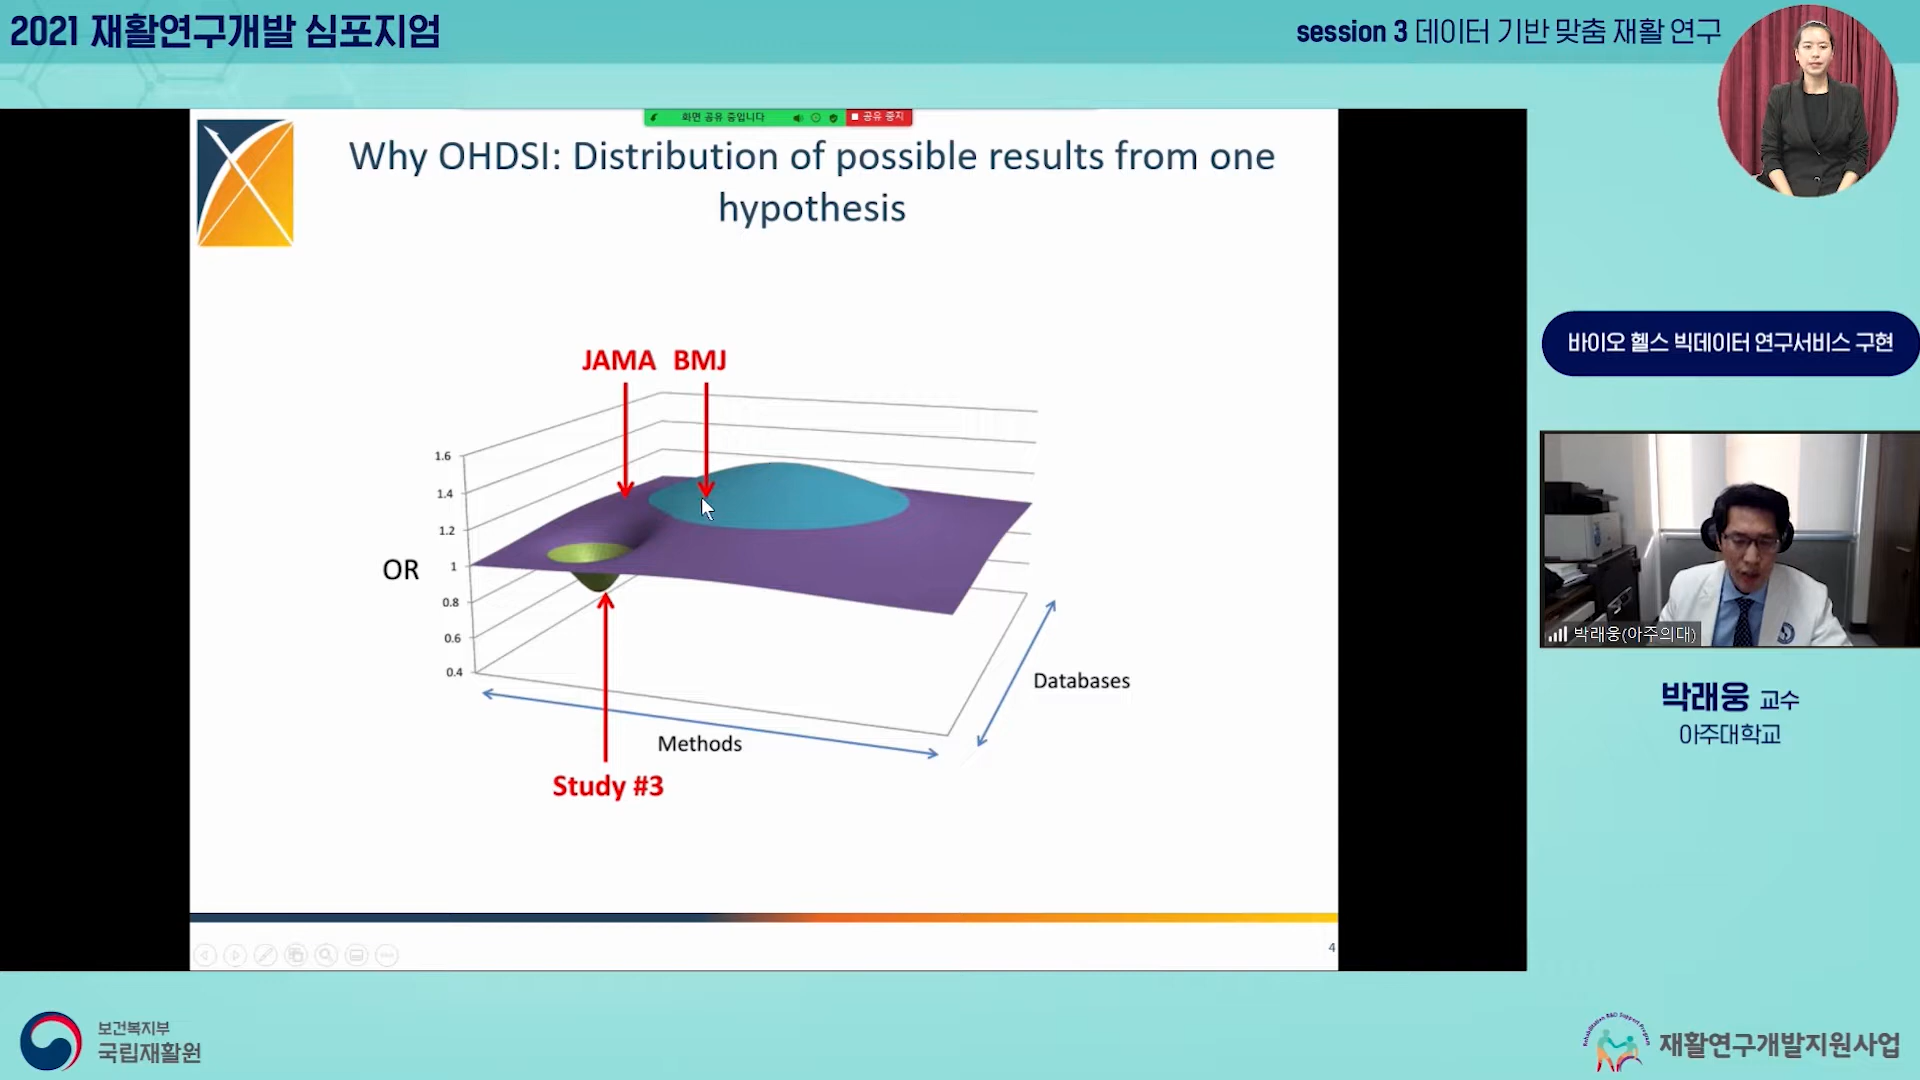 2021 재활연구개발 심포지엄
session 3 데이터 기반 맞춤 재활 연구
화면 공유 중입니다
공유 중지
Why OHDSI: Distribution of possible results from one
hypothesis
JAMA BMJ
1.6
1.4
1.2
OR
1
0.8
0.6
0.4
Databases
Methods
Study #3
4
바이오 헬스 빅데이터 연구서비스 구현
박래웅(아주의대)
박래웅 교수
아주대학교
보건복지부
국립재활원
Rehabilitation R&D Support Program
재활연구개발지원사업